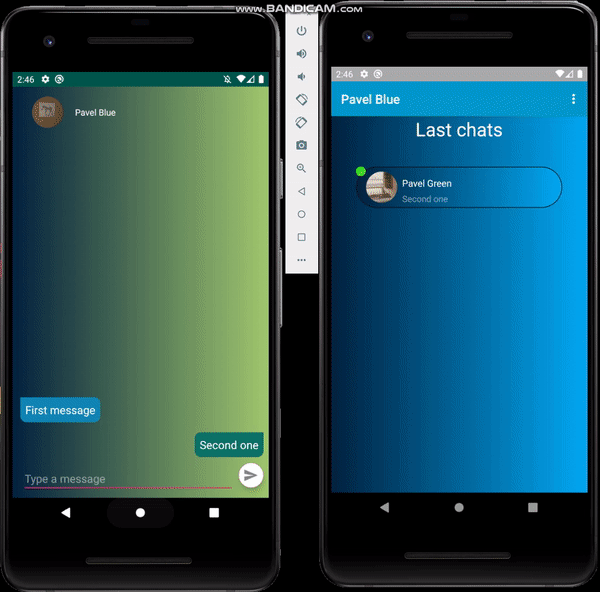 www.BANDICAM.com
2:46
Pavel Blue
First message
Second one
Type a message
2:46
Pavel Blue
Last chats
Pavel Green
Second one